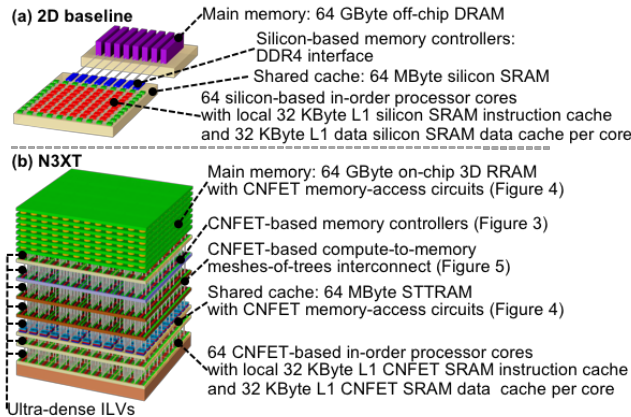 (a) 2D baseline
Main memory: 64 GByte off-chip DRAM
Silicon-based memory controllers:
DDR4 interface
Shared cache: 64 MByte silicon SRAM
64 silicon-based in-order processor cores
with local 32 KByte L1 silicon SRAM instruction cache
and 32 KByte L1 data silicon SRAM data cache per core
(b) N3XT
Main memory: 64 GByte on-chip 3D RRAM
with CNFET memory-access circuits (Figure 4)
CNFET-based memory controllers (Figure 3)
CNFET-based compute-to-memory
meshes-of-trees interconnect (Figure 5)
Shared cache: 64 MByte STTRAM
with CNFET memory-access circuits (Figure 4)
64 CNFET-based in-order processor cores
with local 32 KByte L1 CNFET SRAM instruction cache
and 32 KByte L1 CNFET SRAM data cache per core
Ultra-dense ILVs